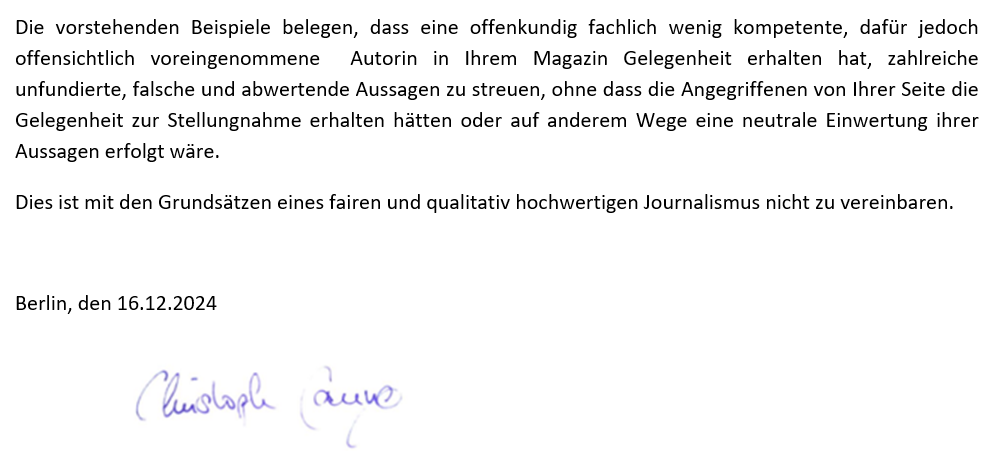 Die vorstehenden Beispiele belegen, dass eine offenkundig fachlich wenig kompetente, dafür jedoch
offensichtlich voreingenommene Autorin in Ihrem Magazin Gelegenheit erhalten hat, zahlreiche
unfundierte, falsche und abwertende Aussagen zu streuen, ohne dass die Angegriffenen von Ihrer Seite die
Gelegenheit zur Stellungnahme erhalten hätten oder auf anderem Wege eine neutrale Einwertung ihrer
Aussagen erfolgt wäre.
Dies ist mit den Grundsätzen eines fairen und qualitativ hochwertigen Journalismus nicht zu vereinbaren.
Berlin, den 16.12.2024
Christoph